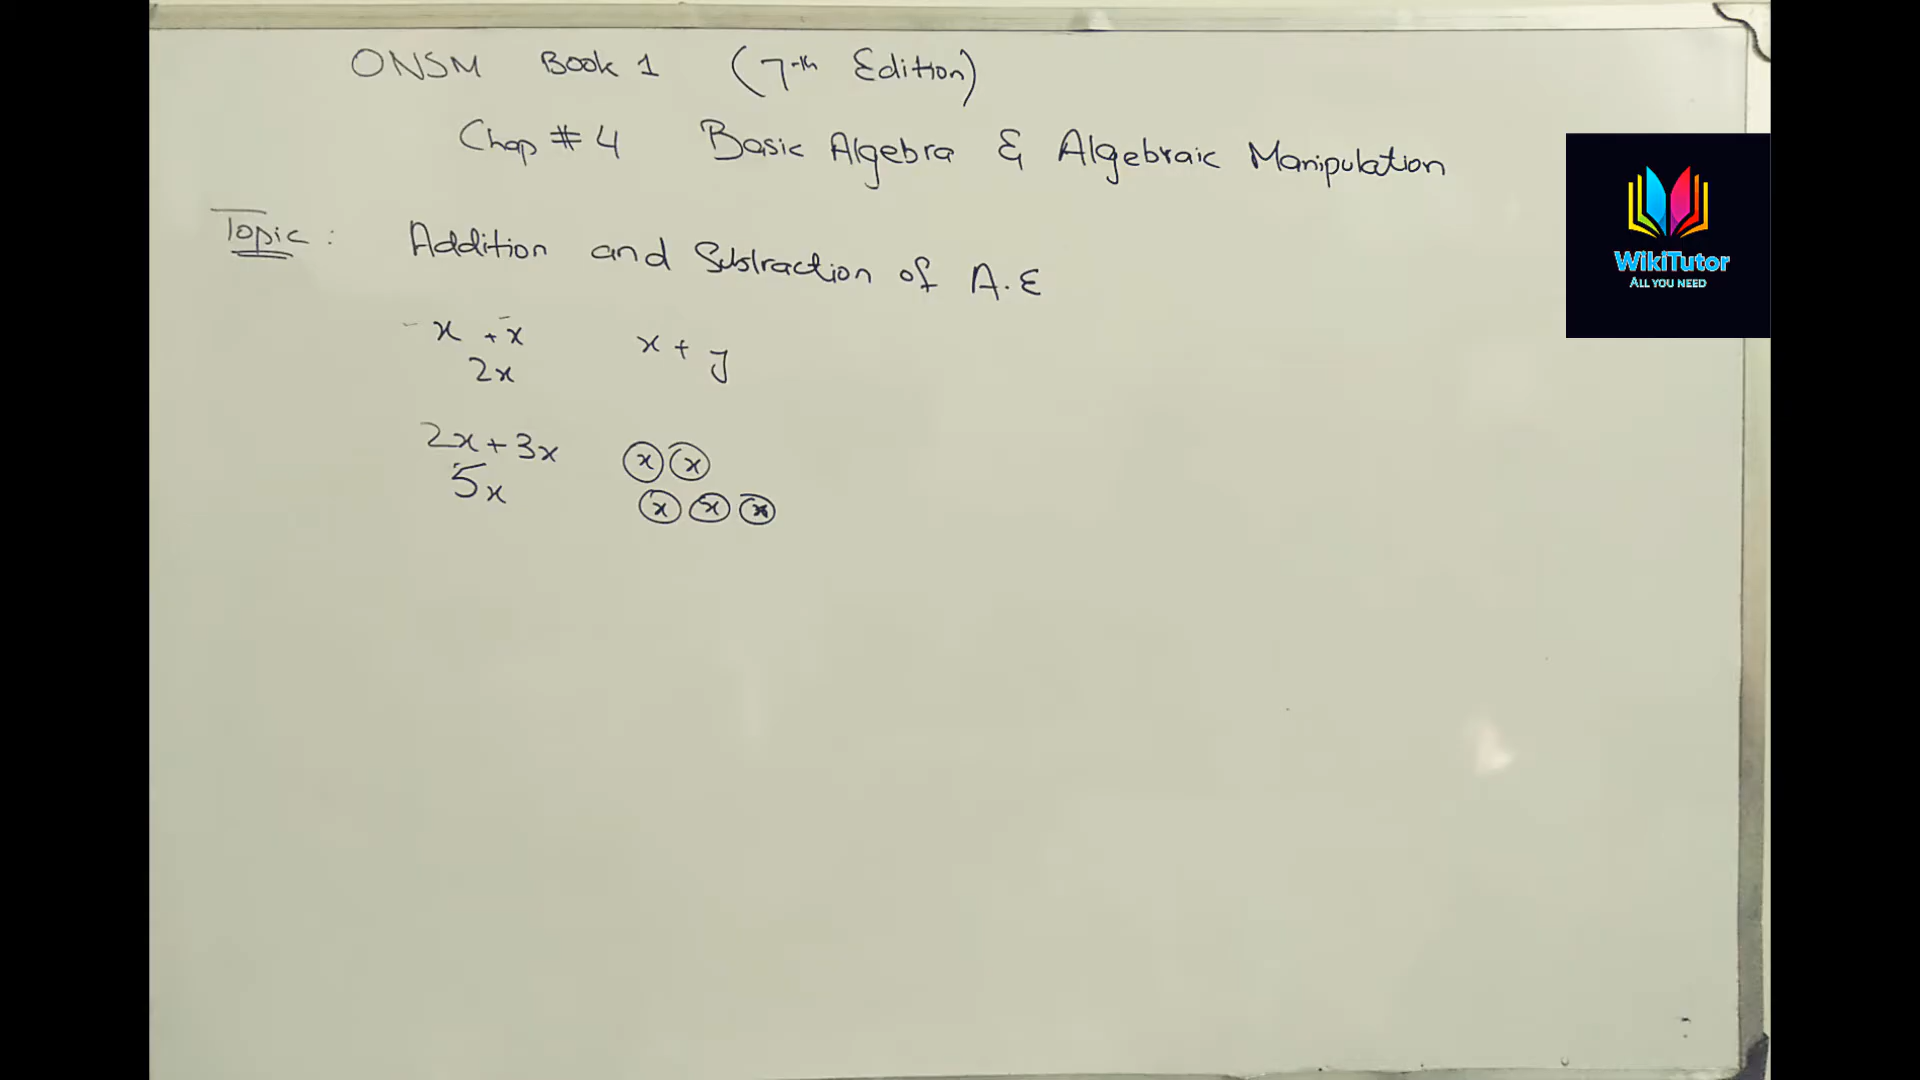 ONSM Book 1 (7th Edition)
Chap # 4 Basic Algebra & Algebraic Manipulation
Topic: Addition and Subtraction of A.E
x + x x + y
2x
2x + 3x x x
5x x x x
WikiTutor
ALL YOU NEED